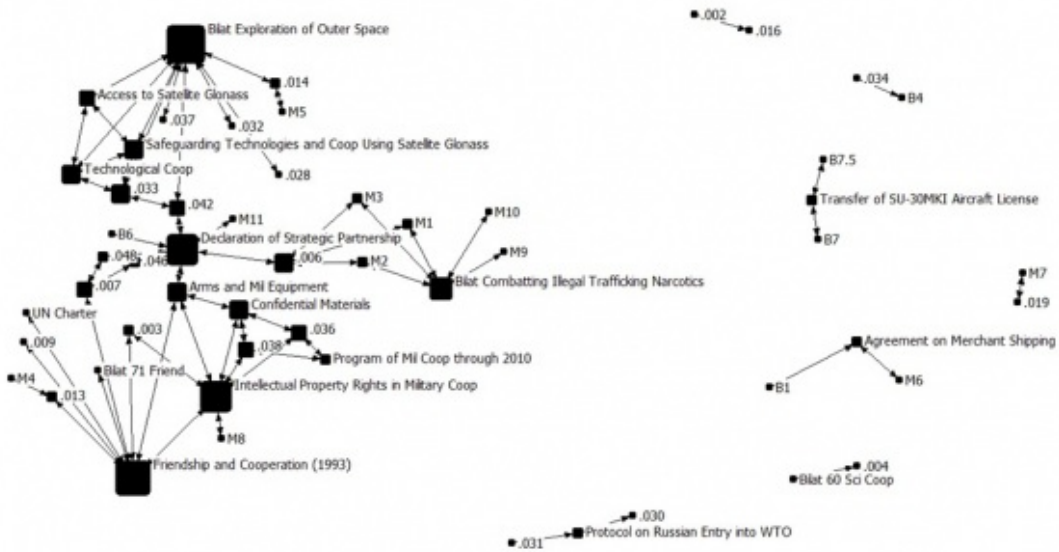 Bilat Exploration of Outer Space
.002
.016
.014
.034
Access to Satelite Glonass
B4
M5
.037
.032
Safeguarding Technologies and Coop Using Satellite Glonass
B7.5
Technological Coop
.028
.033
M3
Transfer of SU-30MKI Aircraft License
.042
M10
M11
M1
B6
Declaration of Strategic Partnership
B7
M9
.048
.046
.006
M2
M7
.007
Arms and Mil Equipment
Bilat Combatting Illegal Trafficking Narcotics
Confidential Materials
.019
UN Charter
.003
.036
.009
.038
Agreement on Merchant Shipping
Program of Mil Coop through 2010
Bilat 71 Friend
M4
Intellectual Property Rights in Military Coop
B1
M6
.013
M8
Friendship and Cooperation (1993)
.004
Bilat 60 Sci Coop
.030
Protocol on Russian Entry into WTO
.031